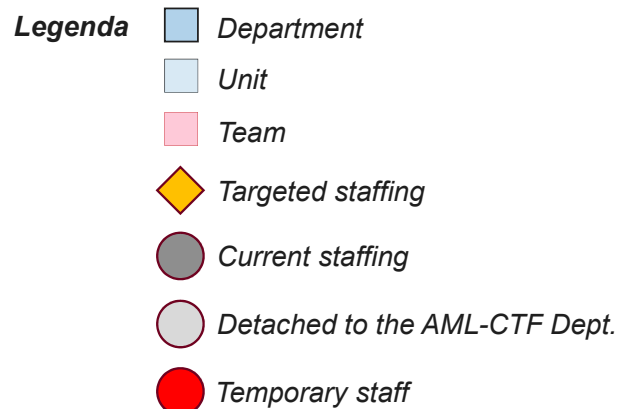 Legenda
Department
Unit
Team
Targeted staffing
Current staffing
Detached to the AML-CTF Dept.
Temporary staff